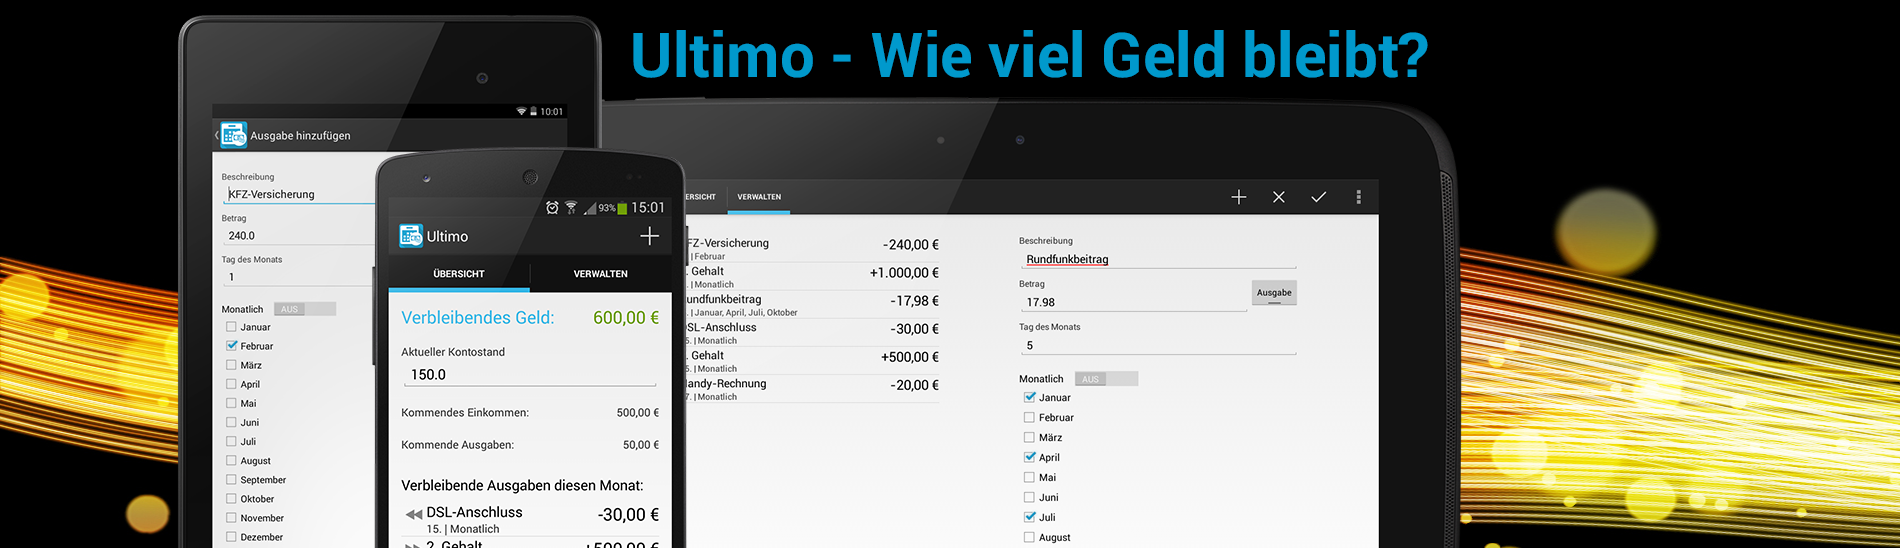 Ultimo - Wie viel Geld bleibt?
10:01
Ausgabe hinzufügen
Beschreibung
KFZ-Versicherung
Betrag
240.0
Tag des Monats
1
Monatlich AUS
Januar
Februar
März
April
Mai
Juni
Juli
August
September
Oktober
November
Dezember
93% 15:01
Ultimo
ÜBERSICHT VERWALTEN
Verbleibendes Geld: 600,00 €
Aktueller Kontostand
150.0
Kommendes Einkommen: 500,00 €
Kommende Ausgaben: 50,00 €
Verbleibende Ausgaben diesen Monat:
DSL-Anschluss -30,00 €
15. | Monatlich
2. Gehalt +500,00 €
ERSICHT VERWALTEN
FZ-Versicherung -240,00 €
. | Februar
. Gehalt +1.000,00 €
. | Monatlich
undfunkbeitrag -17,98 €
. | Januar, April, Juli, Oktober
DSL-Anschluss -30,00 €
5. | Monatlich
. Gehalt +500,00 €
5. | Monatlich
andy-Rechnung -20,00 €
7. | Monatlich
Beschreibung
Rundfunkbeitrag
Betrag
17.98
Ausgabe
Tag des Monats
5
Monatlich AUS
Januar
Februar
März
April
Mai
Juni
Juli
August